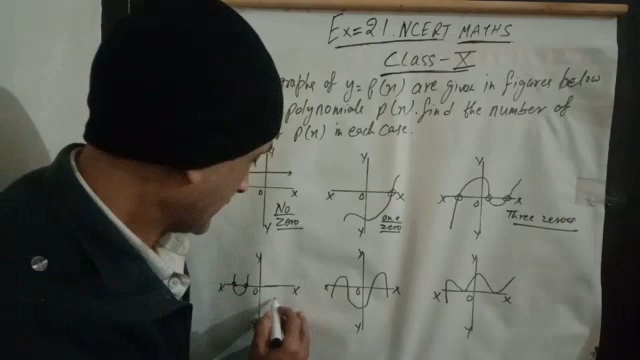 Ex=2.1. NCERT MATHS
CLASS-X
graphs of y=p(x) are given in figures below
polynomials p(x). find the number of
p(x) in each case.
Y Y Y
X O X X O X X
No Zero
one zero
Three zeroes
Y Y Y
Y Y Y
X O X X O X X O X
Y Y Y